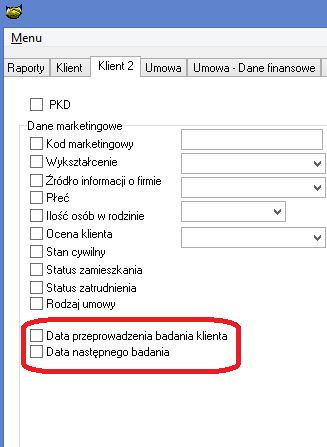 Menu
Raporty Klient Klient 2 Umowa Umowa - Dane finansowe
PKD
Dane marketingowe
Kod marketingowy
Wykształcenie
Źródło informacji o firmie
Płeć
Ilość osób w rodzinie
Ocena klienta
Stan cywilny
Status zamieszkania
Status zatrudnienia
Rodzaj umowy
Data przeprowadzenia badania klienta
Data następnego badania